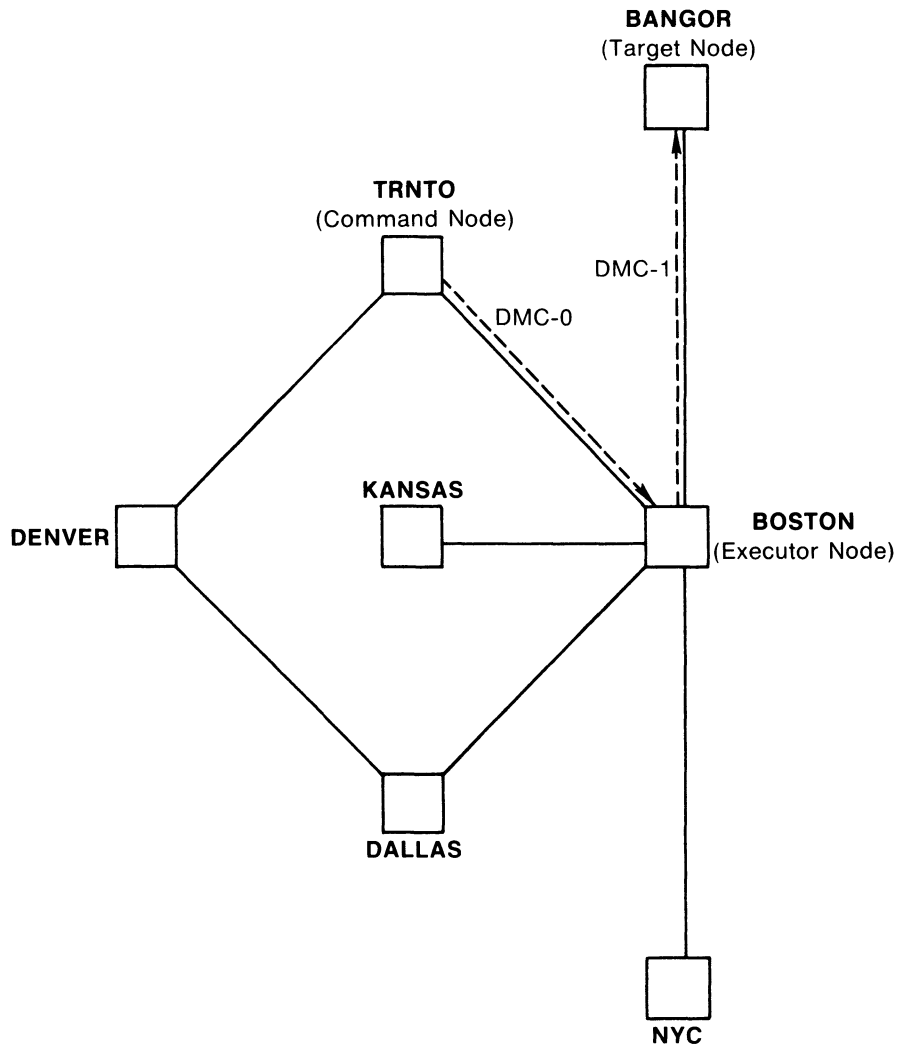 BANGOR
(Target Node)
TRNTO
(Command Node)
DMC-1
DMC-0
KANSAS
DENVER
BOSTON
(Executor Node)
DALLAS
NYC